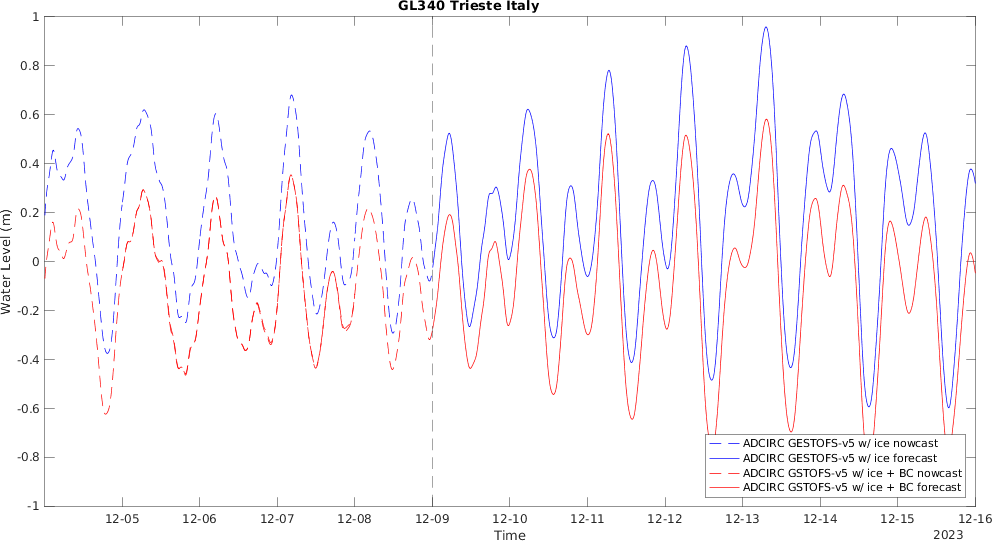 GL340 Trieste Italy
Water Level (m)
1
0.8
0.6
0.4
0.2
0
-0.2
-0.4
-0.6
-0.8
-1
ADCIRC GESTOFS-v5 w/ ice nowcast
ADCIRC GESTOFS-v5 w/ ice forecast
ADCIRC GSTOFS-v5 w/ ice + BC nowcast
ADCIRC GSTOFS-v5 w/ ice + BC forecast
12-05 12-06 12-07 12-08 12-09 12-10 12-11 12-12 12-13 12-14 12-15 12-16
Time
2023